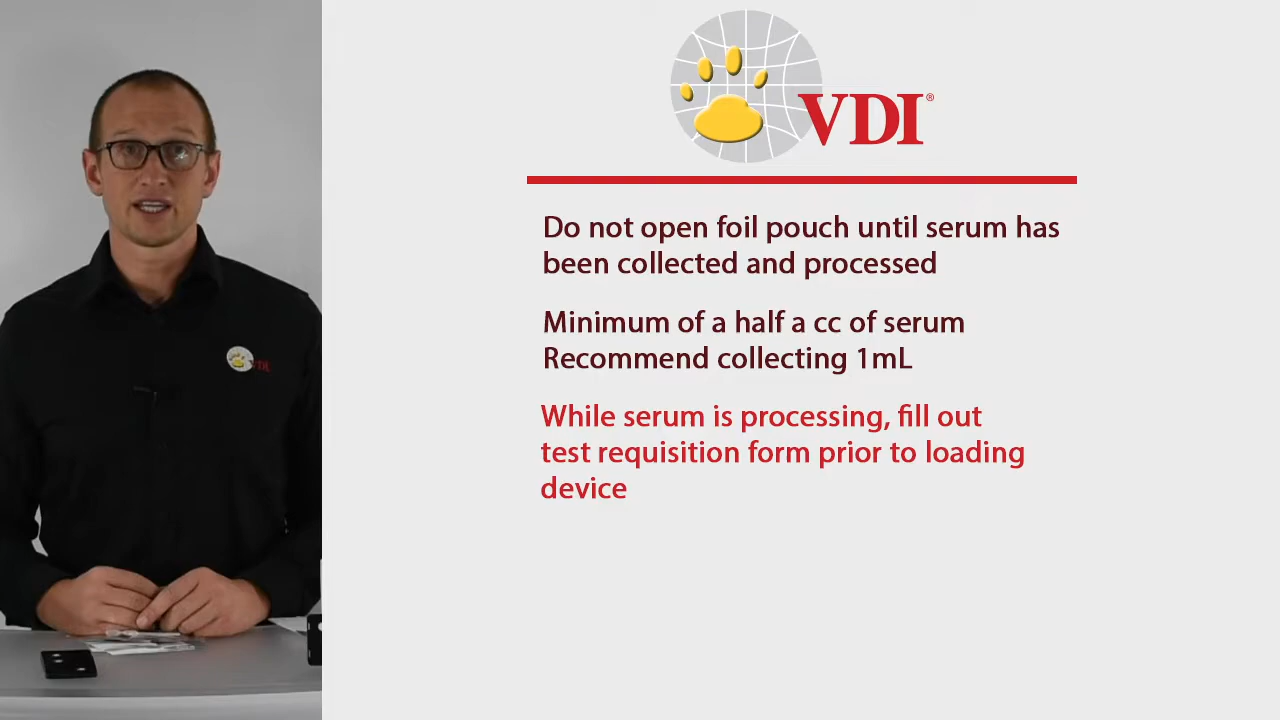 VDI®
Do not open foil pouch until serum has
been collected and processed
Minimum of a half a cc of serum
Recommend collecting 1mL
While serum is processing, fill out
test requisition form prior to loading
device
VDI